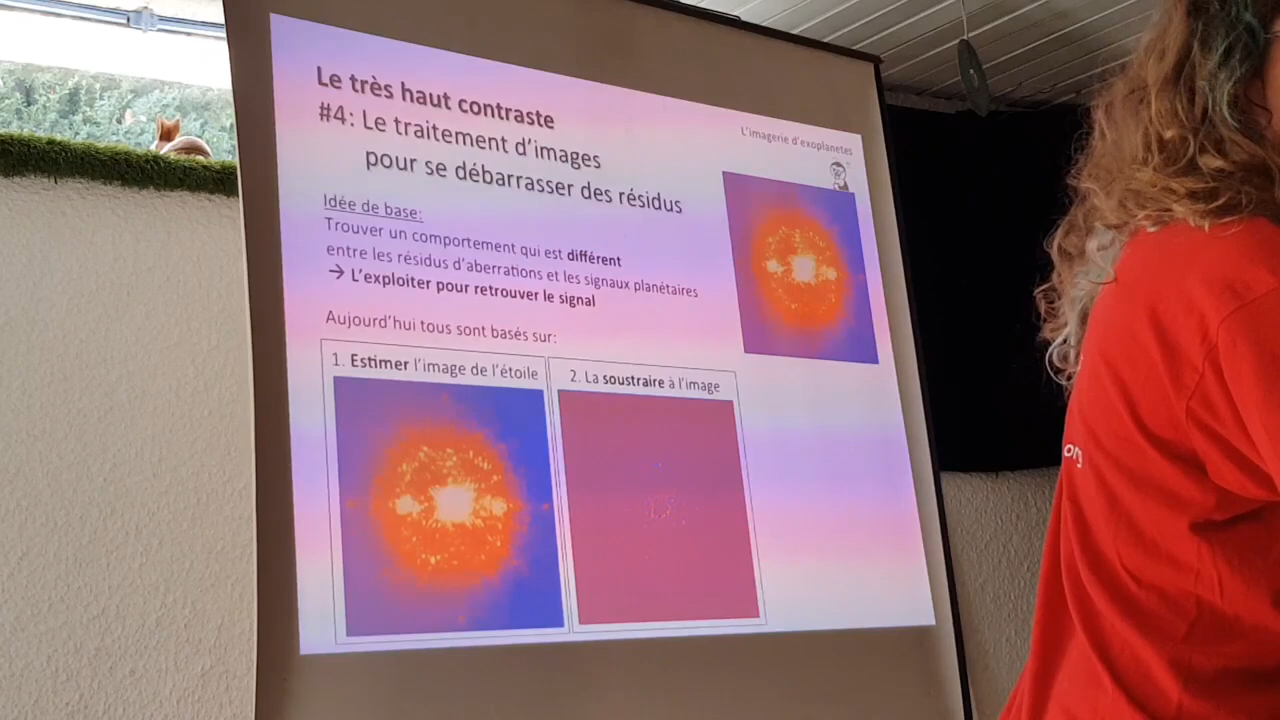 Le très haut contraste
#4: Le traitement d'images
pour se débarrasser des résidus
L'imagerie d'exoplanetes
Idée de base:
Trouver un comportement qui est différent
entre les résidus d'aberrations et les signaux planétaires
→ L'exploiter pour retrouver le signal
Aujourd'hui tous sont basés sur:
1. Estimer l'image de l'étoile
2. La soustraire à l'image
org